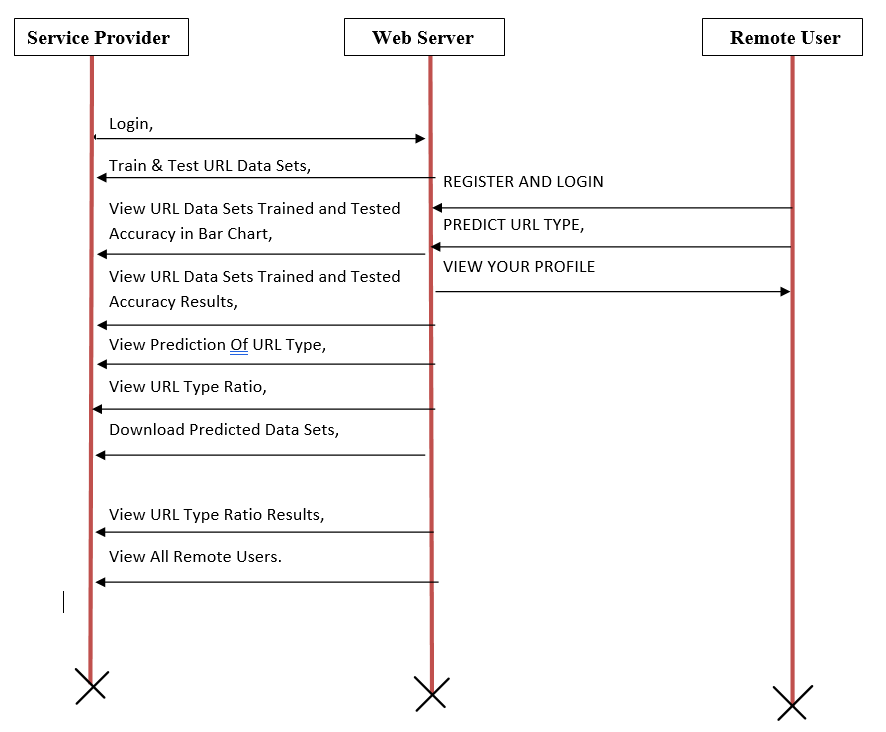 Service Provider
Web Server
Remote User
Login,
Train & Test URL Data Sets,
REGISTER AND LOGIN
View URL Data Sets Trained and Tested
Accuracy in Bar Chart,
PREDICT URL TYPE,
VIEW YOUR PROFILE
View URL Data Sets Trained and Tested
Accuracy Results,
View Prediction Of URL Type,
View URL Type Ratio,
Download Predicted Data Sets,
View URL Type Ratio Results,
View All Remote Users.